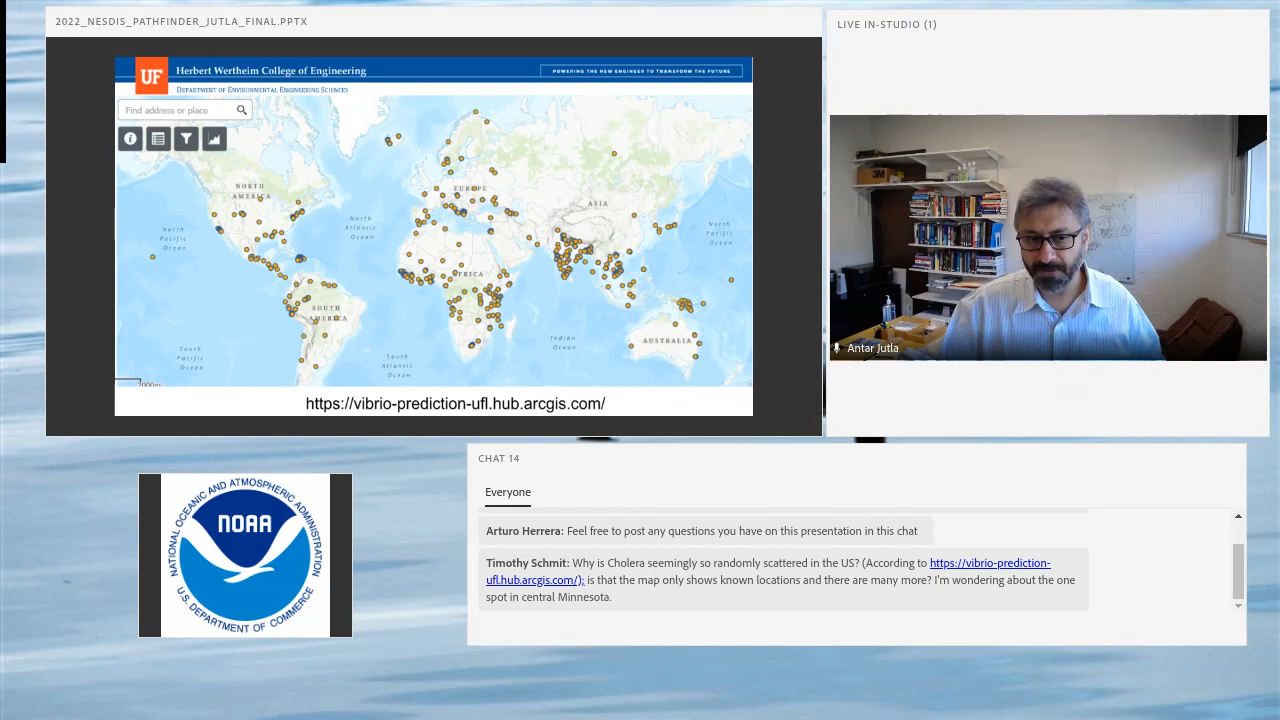 2022_NESDIS_PATHFINDER_JUTLA_FINAL.PPTX
UF
Herbert Wertheim College of Engineering
POWERING THE NEW ENGINEER TO TRANSFORM THE FUTURE
DEPARTMENT OF ENVIRONMENTAL ENGINEERING SCIENCES
Find address or place
NORTH
AMERICA
EUROPE
ASIA
North
Pacific
Ocean
North
Atlantic
Ocean
North
Pacific
Ocean
AFRICA
SOUTH
AMERICA
Indian
Ocean
AUSTRALIA
South
Pacific
Ocean
South
Atlantic
Ocean
2000mi
https://vibrio-prediction-ufl.hub.arcgis.com/
LIVE IN-STUDIO (1)
3M
Antar Jutla
NATIONAL OCEANIC AND ATMOSPHERIC ADMINISTRATION
NOAA
U.S. DEPARTMENT OF COMMERCE
CHAT 14
Everyone
Arturo Herrera: Feel free to post any questions you have on this presentation in this chat
Timothy Schmit: Why is Cholera seemingly so randomly scattered in the US? (According to https://vibrio-prediction-
ufl.hub.arcgis.com/); is that the map only shows known locations and there are many more? I'm wondering about the one
spot in central Minnesota.